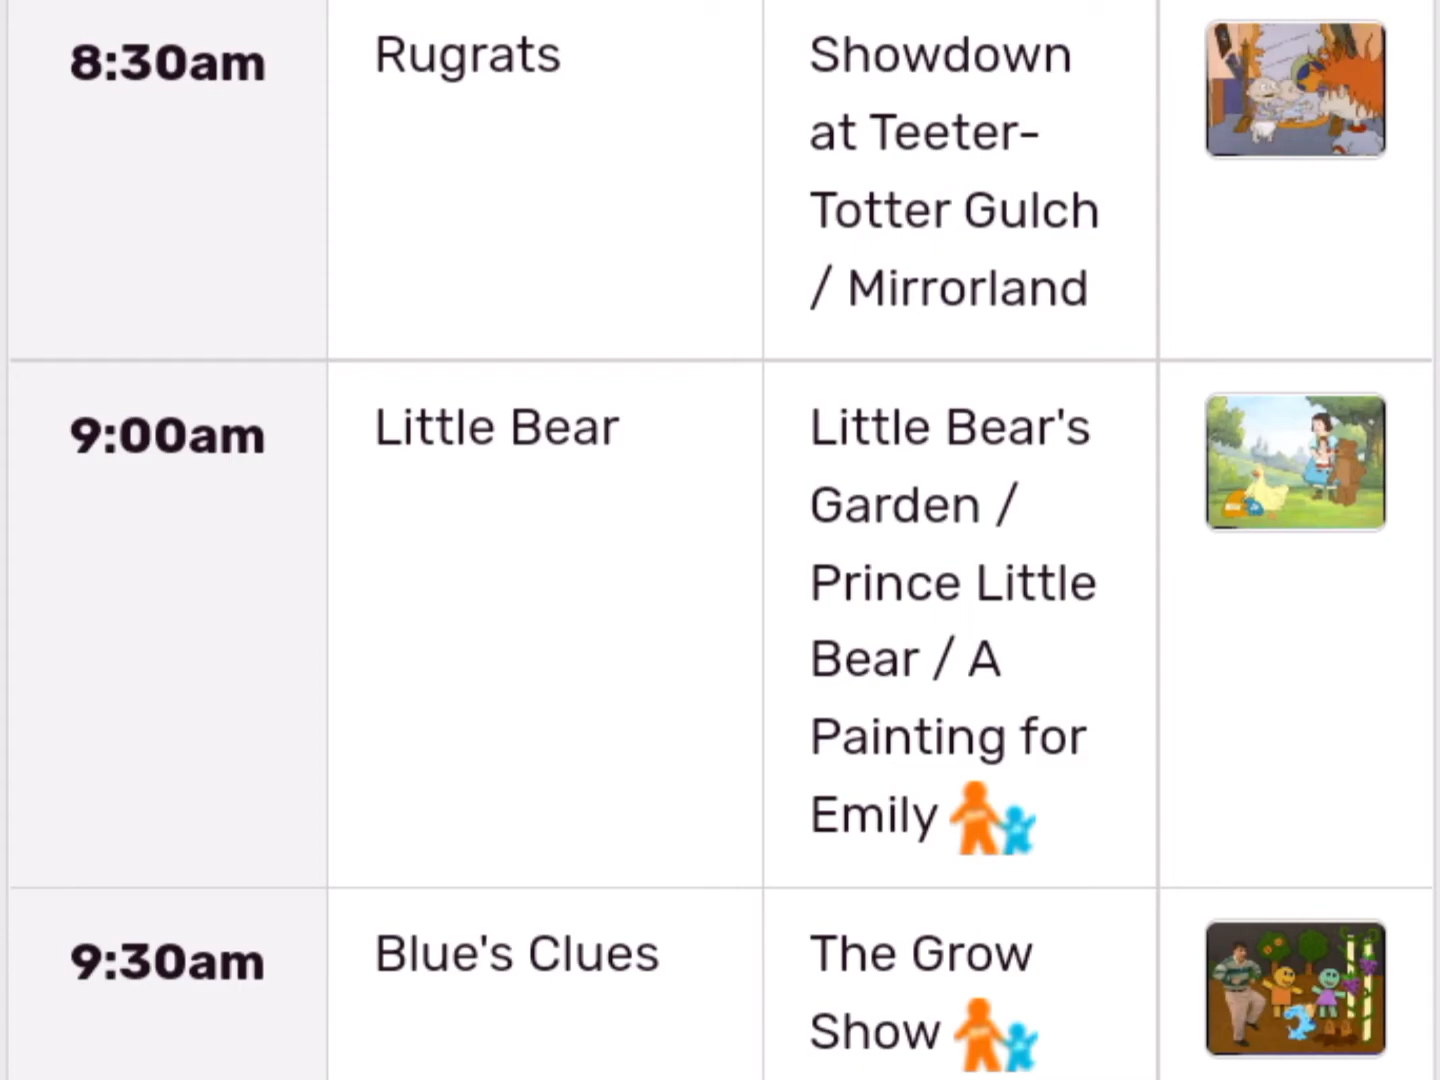 8:30am
Rugrats
Showdown
at Teeter-
Totter Gulch
/ Mirrorland
9:00am
Little Bear
Little Bear's
Garden /
Prince Little
Bear / A
Painting for
Emily
9:30am
Blue's Clues
The Grow
Show